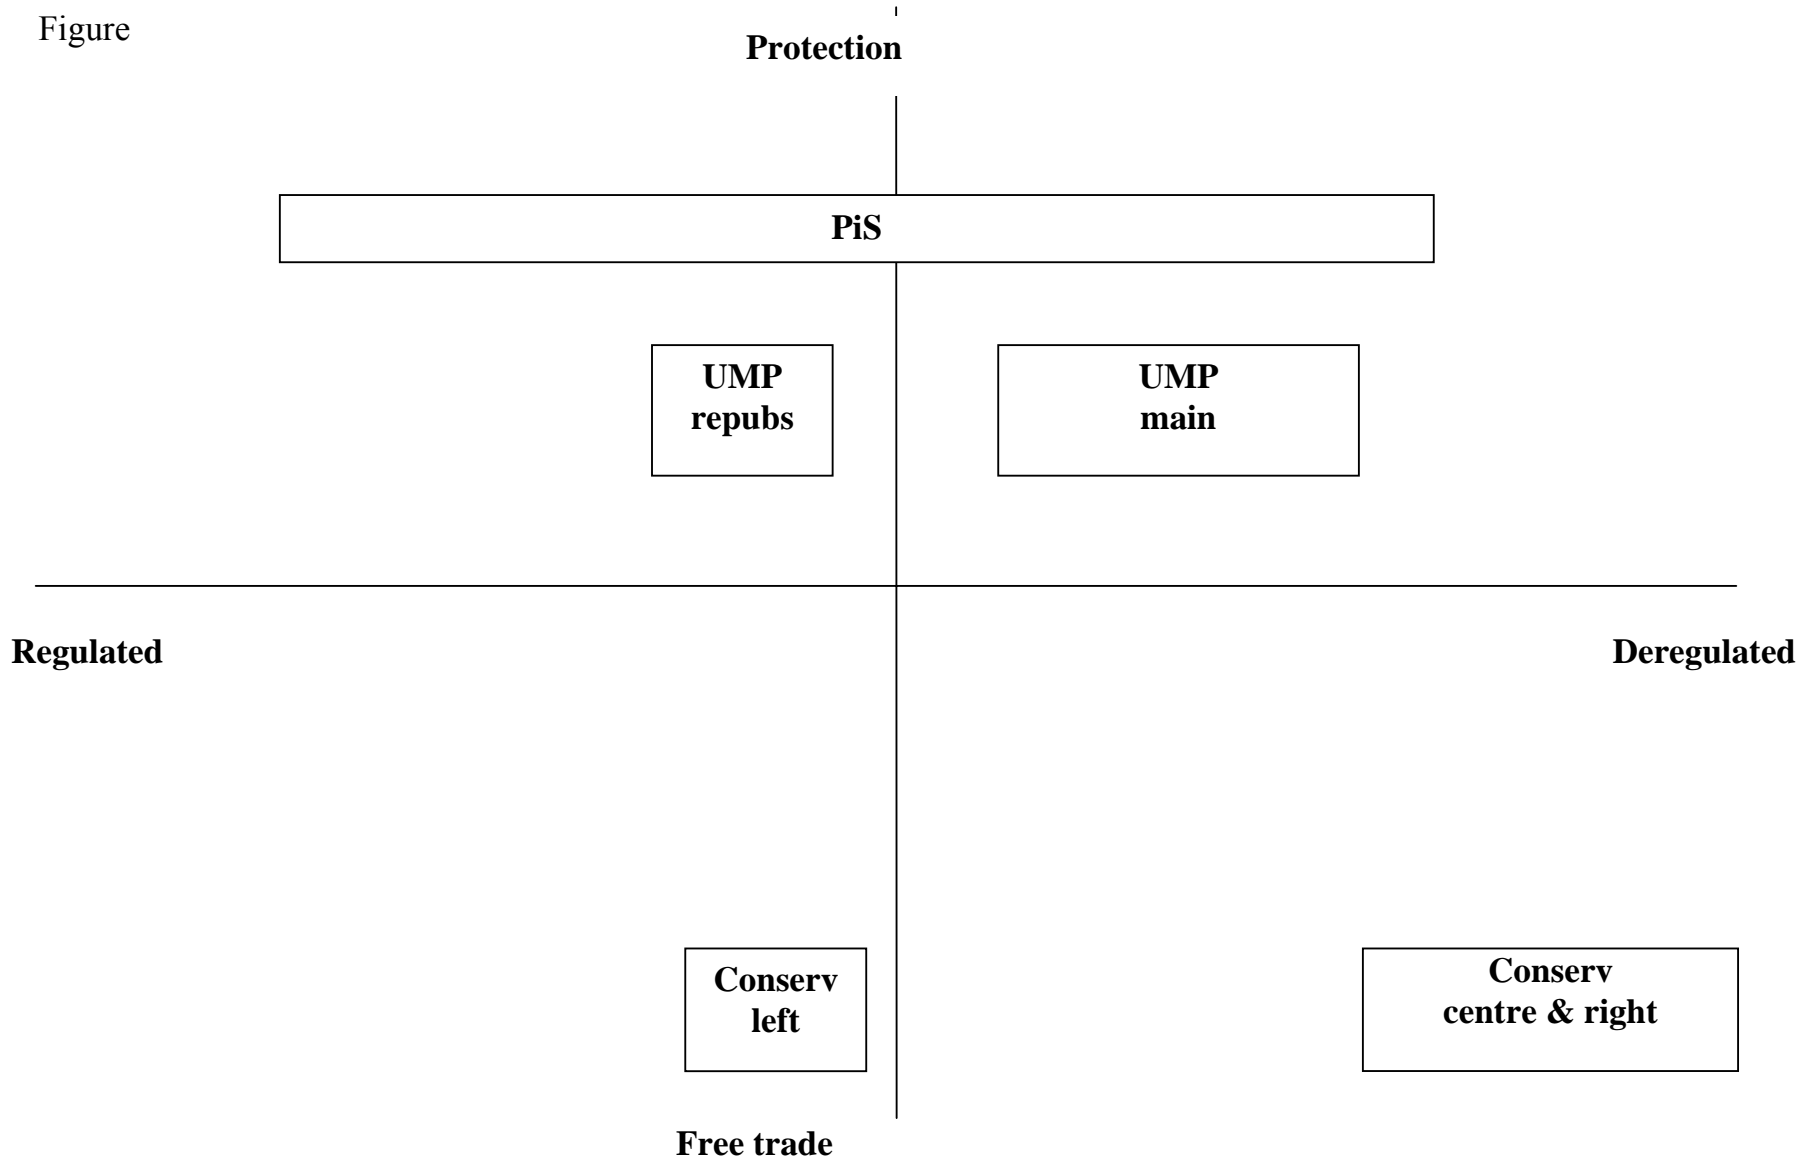 Figure
Protection
PiS
UMP
repubs
UMP
main
Regulated
Deregulated
Conserv
left
Conserv
centre & right
Free trade